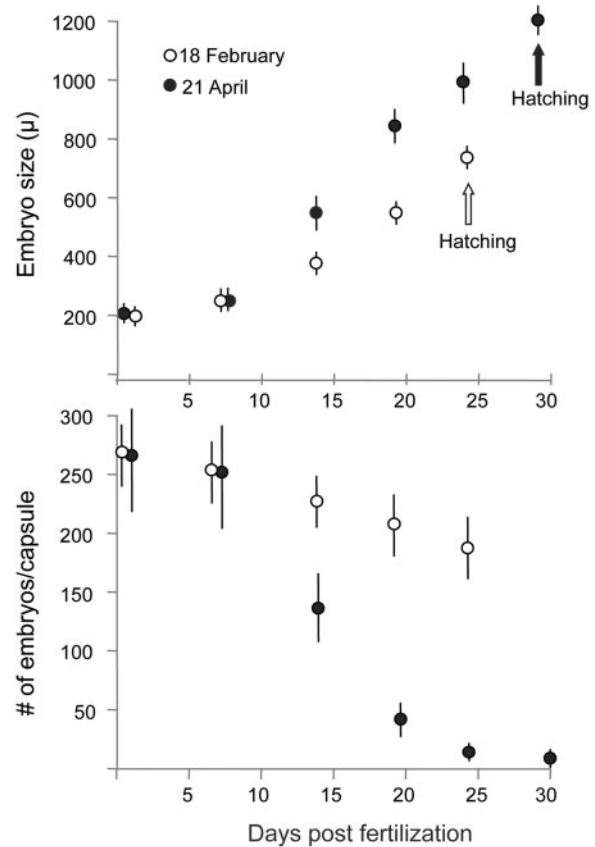 1200
1000
800
600
400
200
Embryo size (μ)
18 February
21 April
Hatching
Hatching
5 10 15 20 25 30
300
250
200
150
100
50
# of embryos/capsule
5 10 15 20 25 30
Days post fertilization